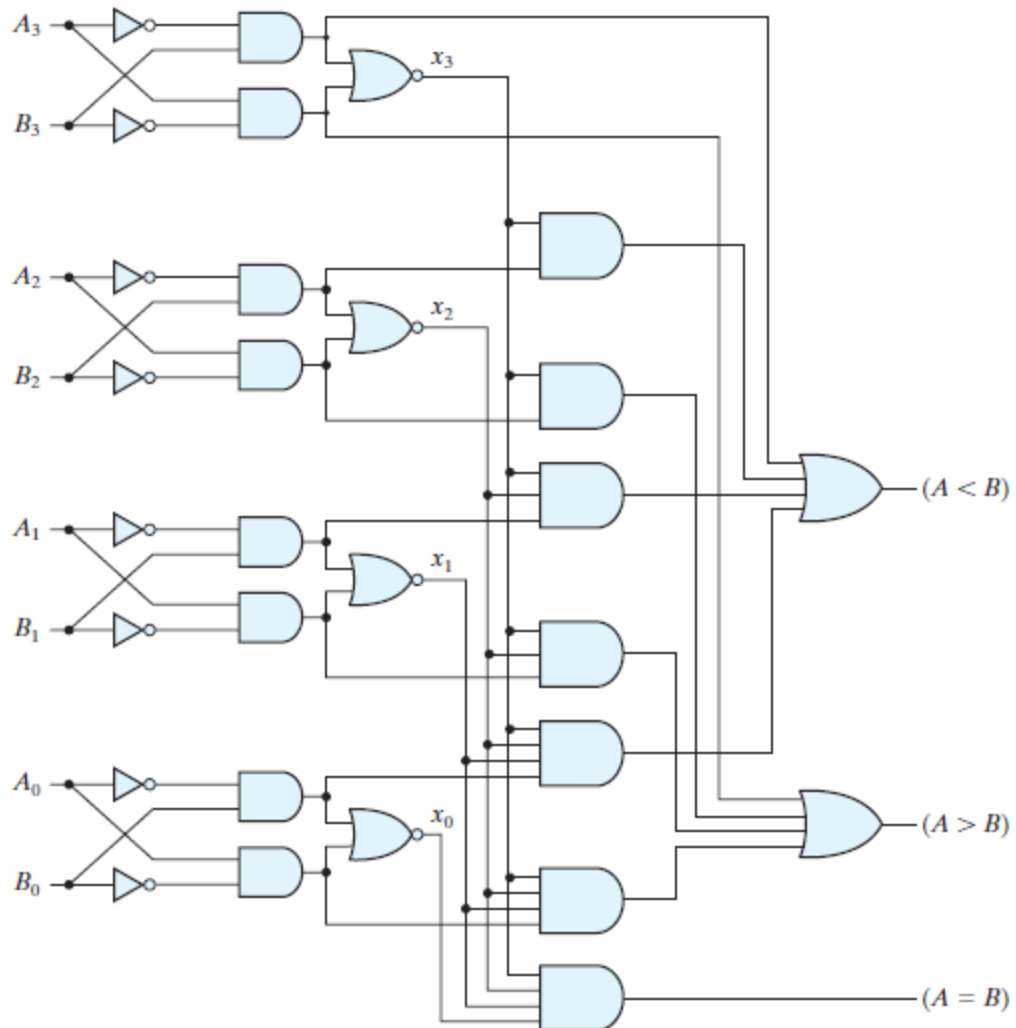 A₃
x₃
B₃
A₂
x₂
B₂
(A < B)
A₁
x₁
B₁
A₀
x₀
(A > B)
B₀
(A = B)